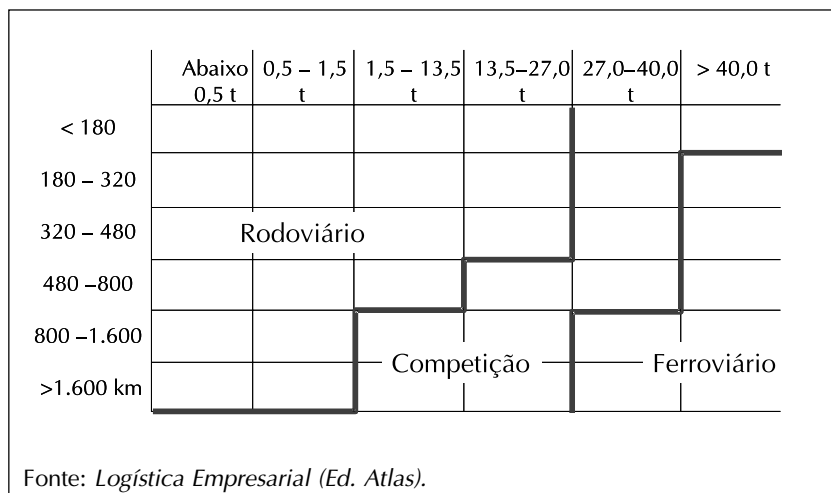 Abaixo 0,5 – 1,5 1,5 – 13,5 13,5–27,0 27,0–40,0 > 40,0 t
0,5 t t t t t
< 180
180 – 320
320 – 480 Rodoviário
480 –800
800 –1.600
Competição Ferroviário
>1.600 km
Fonte: Logística Empresarial (Ed. Atlas).